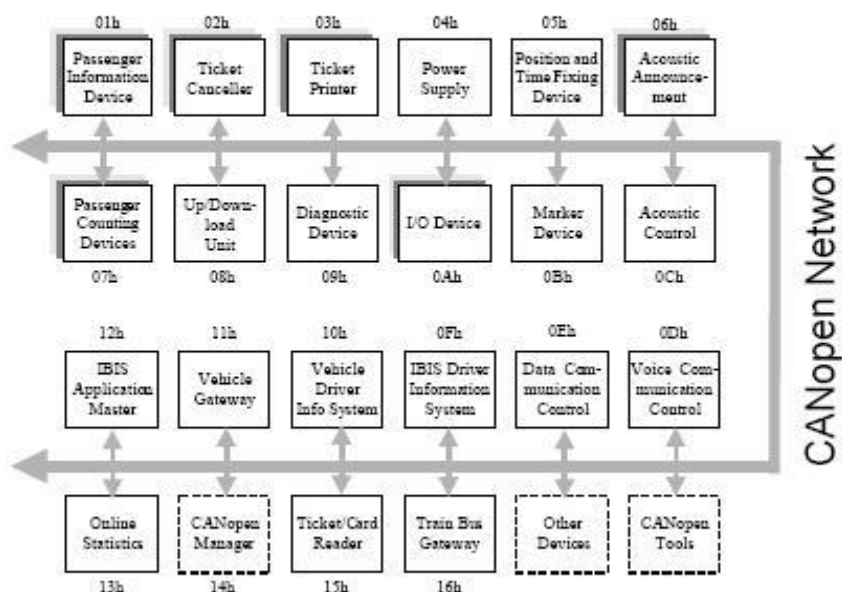 01h
02h
03h
04h
05h
06h
Passenger
Information
Device
Ticket
Canceller
Ticket
Printer
Power
Supply
Position and
Time Fixing
Device
Acoustic
Announce-
ment
Passenger
Counting
Devices
Up/Down-
load
Unit
Diagnostic
Device
I/O Device
Marker
Device
Acoustic
Control
07h
08h
09h
0Ah
0Bh
0Ch
12h
11h
10h
0Fh
0Eh
0Dh
IBIS
Application
Master
Vehicle
Gateway
Vehicle
Driver
Info System
IBIS Driver
Information
System
Data Com-
munication
Control
Voice Com-
munication
Control
Online
Statistics
CANopen
Manager
Ticket/Card
Reader
Train Bus
Gateway
Other
Devices
CANopen
Tools
13h
14h
15h
16h
CANopen Network